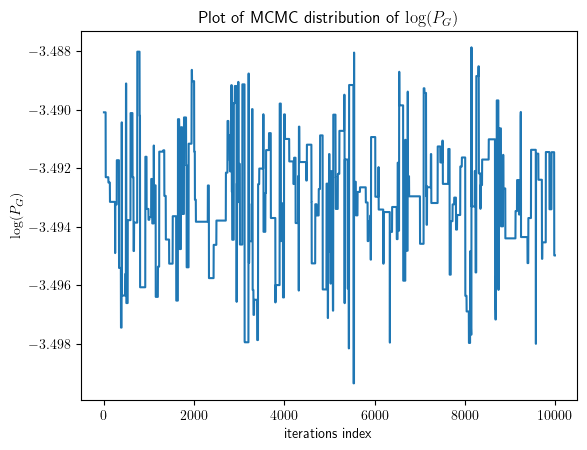 Plot of MCMC distribution of log(P_G)
log(P_G)
−3.488
−3.490
−3.492
−3.494
−3.496
−3.498
0 2000 4000 6000 8000 10000
iterations index